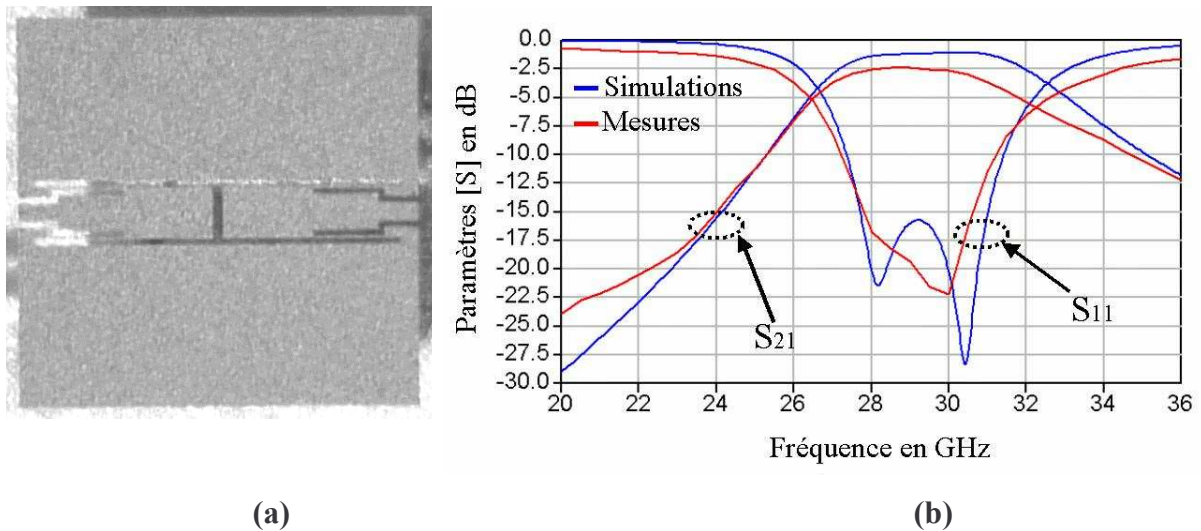 0.0
-2.5
-5.0
-7.5
-10.0
-12.5
-15.0
-17.5
-20.0
-22.5
-25.0
-27.5
-30.0
Paramètres [S] en dB
Simulations
Mesures
S21
S11
20 22 24 26 28 30 32 34 36
Fréquence en GHz
(a) (b)